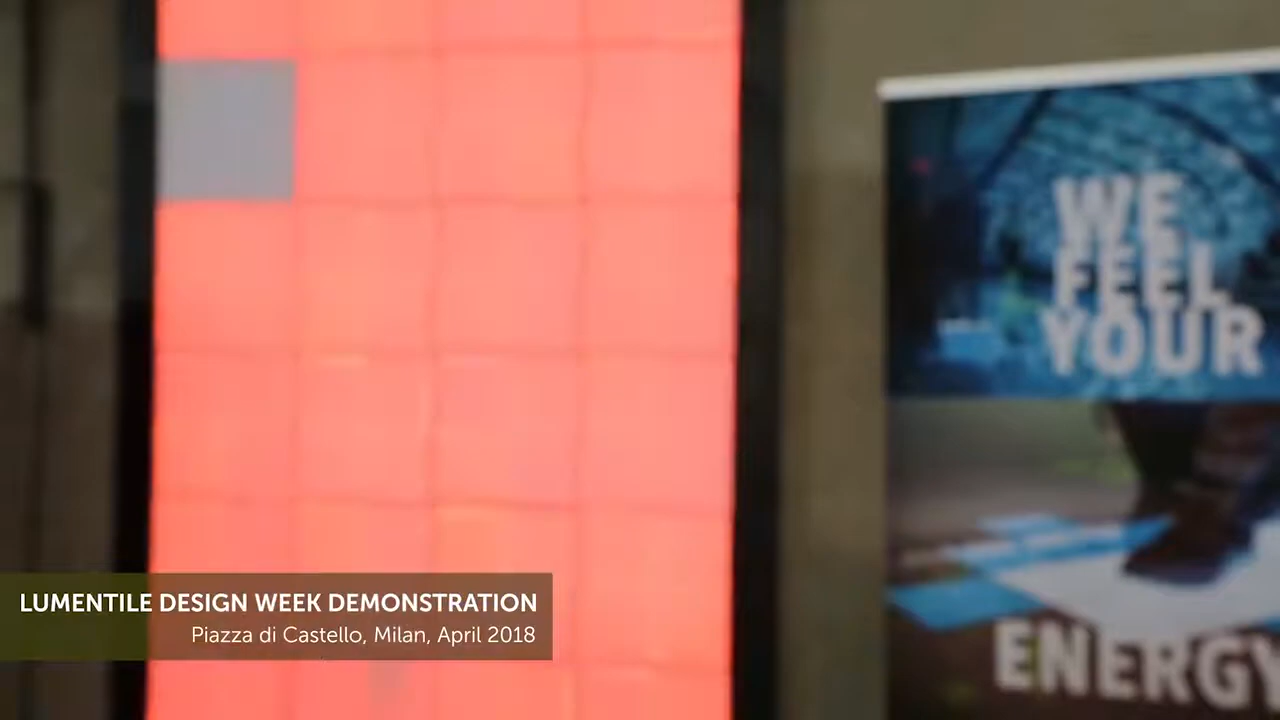 WE
FEEL
YOUR
ENERGY
LUMENTILE DESIGN WEEK DEMONSTRATION
Piazza di Castello, Milan, April 2018